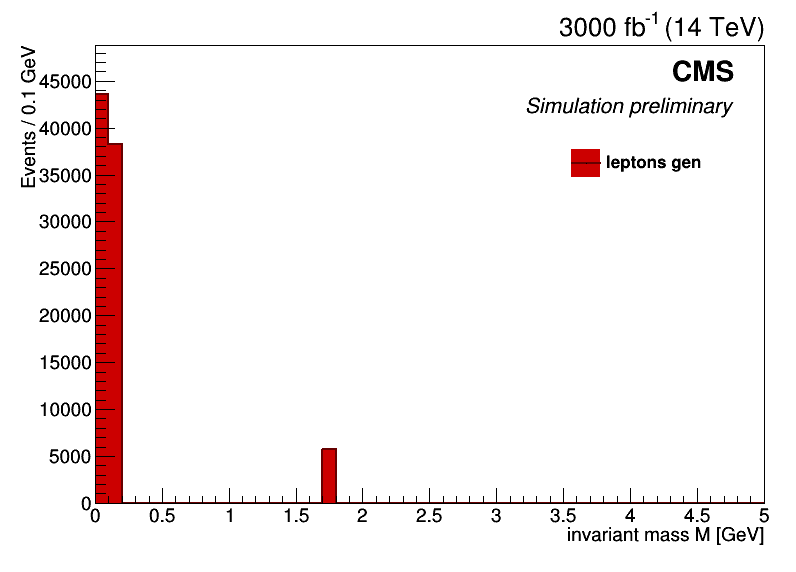 3000 fb-1 (14 TeV)
CMS
Simulation preliminary
leptons gen
Events / 0.1 GeV
45000
40000
35000
30000
25000
20000
15000
10000
5000
0
0 0.5 1 1.5 2 2.5 3 3.5 4 4.5 5
invariant mass M [GeV]